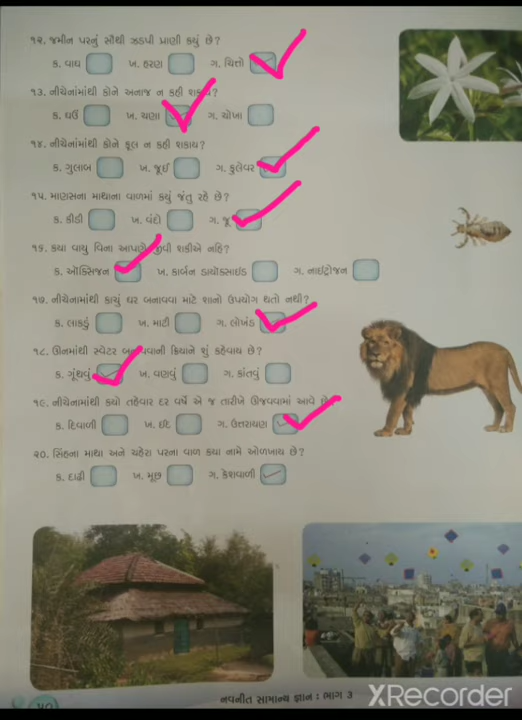 ૧૨. જમીન પરનું સૌથી ઝડપી પ્રાણી કયું છે?
ક. વાઘ ખ. હરણ ગ. ચિત્તો
૧૩. નીચેનાંમાંથી કોને અનાજ ન કહી શકાય?
ક. ઘઉં ખ. ચણા ગ. ચોખા
૧૪. નીચેનાંમાંથી કોને ફૂલ ન કહી શકાય?
ક. ગુલાબ ખ. જૂઈ ગ. ફુલેવર
૧૫. માણસના માથાના વાળમાં કયું જંતુ રહે છે?
ક. કીડી ખ. વંદો ગ. જૂ
૧૬. કયા વાયુ વિના આપણે જીવી શકીએ નહિ?
ક. ઑક્સિજન ખ. કાર્બન ડાયૉક્સાઇડ ગ. નાઇટ્રોજન
૧૭. નીચેનામાંથી કાચું ઘર બનાવવા માટે શાનો ઉપયોગ થતો નથી?
ક. લાકડું ખ. માટી ગ. લોખંડ
૧૮. ઊનમાંથી સ્વેટર બનાવવાની ક્રિયાને શું કહેવાય છે?
ક. ગૂંથવું ખ. વણવું ગ. કાંતવું
૧૯. નીચેનામાંથી કયો તહેવાર દર વર્ષે એ જ તારીખે ઊજવવામાં આવે છે?
ક. દિવાળી ખ. ઈદ ગ. ઉત્તરાયણ
૨૦. સિંહના માથા અને ચહેરા પરના વાળ કયા નામે ઓળખાય છે?
ક. દાઢી ખ. મૂછ ગ. કેશવાળી
નવનીત સામાન્ય જ્ઞાન : ભાગ 3
XRecorder